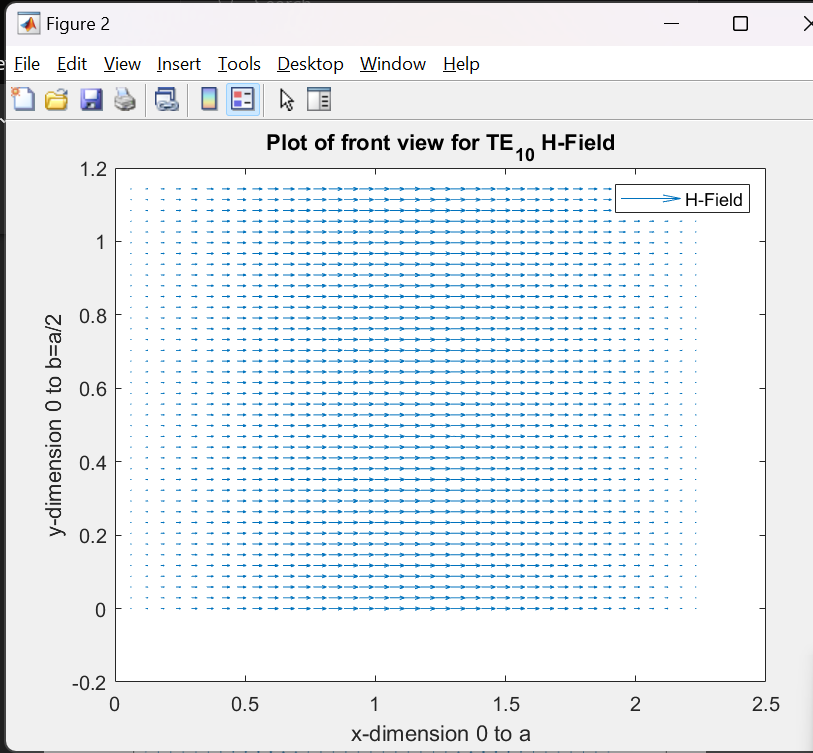 Figure 2
File Edit View Insert Tools Desktop Window Help
Plot of front view for TE10 H-Field
H-Field
1.2
1
0.8
0.6
0.4
0.2
0
-0.2
y-dimension 0 to b=a/2
0 0.5 1 1.5 2 2.5
x-dimension 0 to a